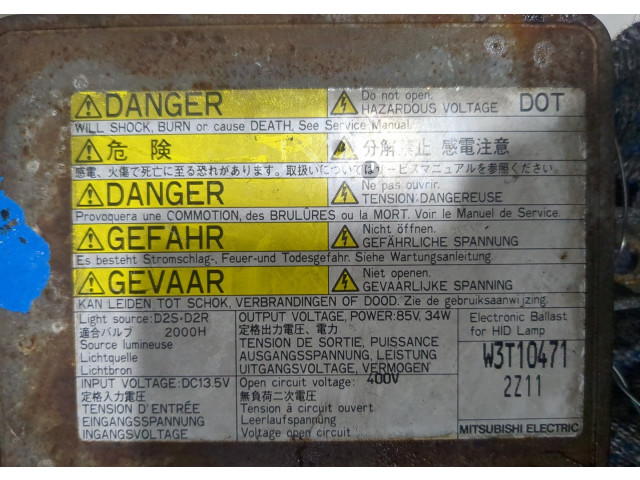 DANGER
Do not open.
HAZARDOUS VOLTAGE
DOT
WILL SHOCK, BURN or cause DEATH. See Service Manual.
危険
分解禁止 感電注意
感電、火傷で死亡に至る恐れがあります。取扱いについてはサービスマニュアルを参照ください。
DANGER
Ne pas ouvrir.
TENSION DANGEREUSE
Provoquera une COMMOTION, des BRULÛRES ou la MORT. Voir le Manuel de Service.
GEFAHR
Nicht öffnen.
GEFÄHRLICHE SPANNUNG
Es besteht Stromschlag-, Feuer-und Todesgefahr. Siehe Wartungsanleitung.
GEVAAR
Niet openen.
GEVAARLIJKE SPANNING
KAN LEIDEN TOT SCHOK, VERBRANDINGEN OF DOOD. Zie de gebruiksaanwijzing.
Light source:D2S·D2R
適合バルブ 2000H
Source lumineuse
Lichtquelle
Lichtbron
INPUT VOLTAGE:DC13.5V
定格入力電圧
TENSION D'ENTRÉE
EINGANGSSPANNUNG
INGANGSVOLTAGE
OUTPUT VOLTAGE, POWER:85V, 34W
定格出力電圧、電力
TENSION DE SORTIE, PUISSANCE
AUSGANGSSPANNUNG, LEISTUNG
UITGANGSVOLTAGE, VERMOGEN
Open circuit voltage: 400V
無負荷二次電圧
Tension à circuit ouvert
Leerlaufspannung
Voltage open circuit
Electronic Ballast
for HID Lamp
W3T10471
2Z11
MITSUBISHI ELECTRIC